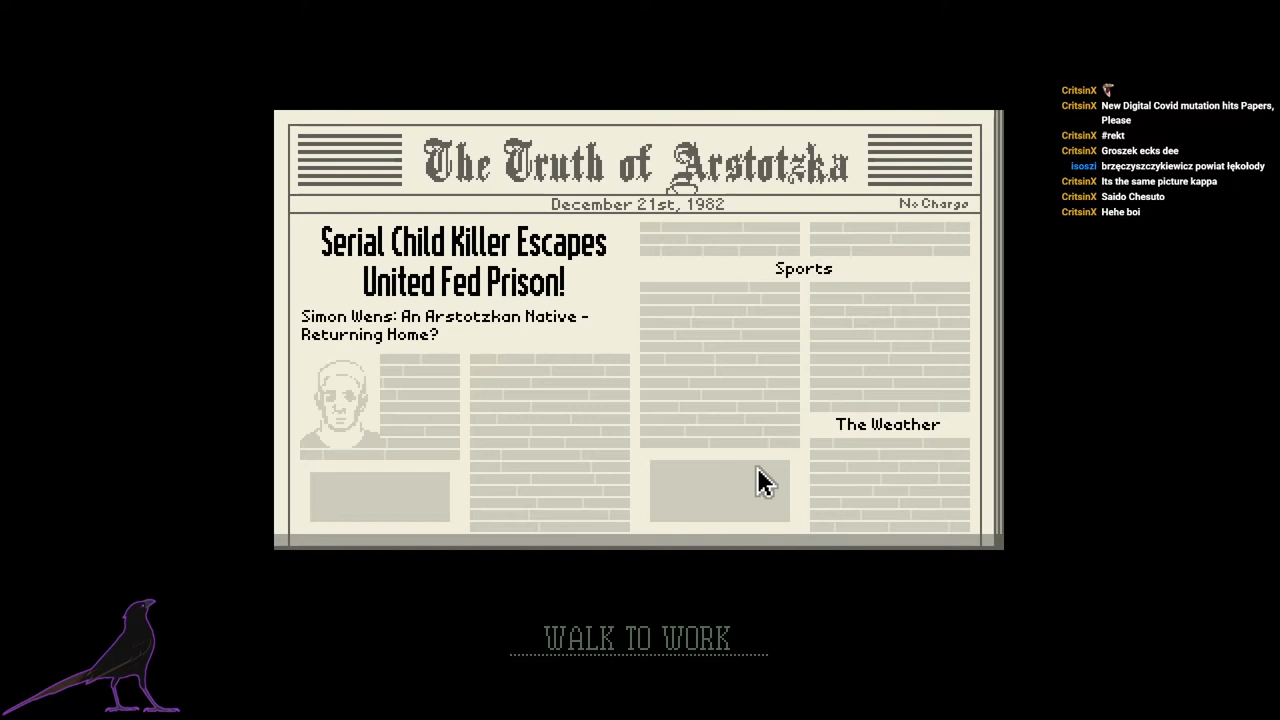 The Truth of Arstotzka
December 21st, 1982
No Charge
Serial Child Killer Escapes
United Fed Prison!
Simon Wens: An Arstotzkan Native -
Returning Home?
Sports
The Weather
WALK TO WORK
CritsinX
CritsinX New Digital Covid mutation hits Papers,
Please
CritsinX #rekt
CritsinX Groszek ecks dee
isoszi brzęczyszczykiewicz powiat łękołody
CritsinX Its the same picture kappa
CritsinX Saido Chesuto
CritsinX Hehe boi